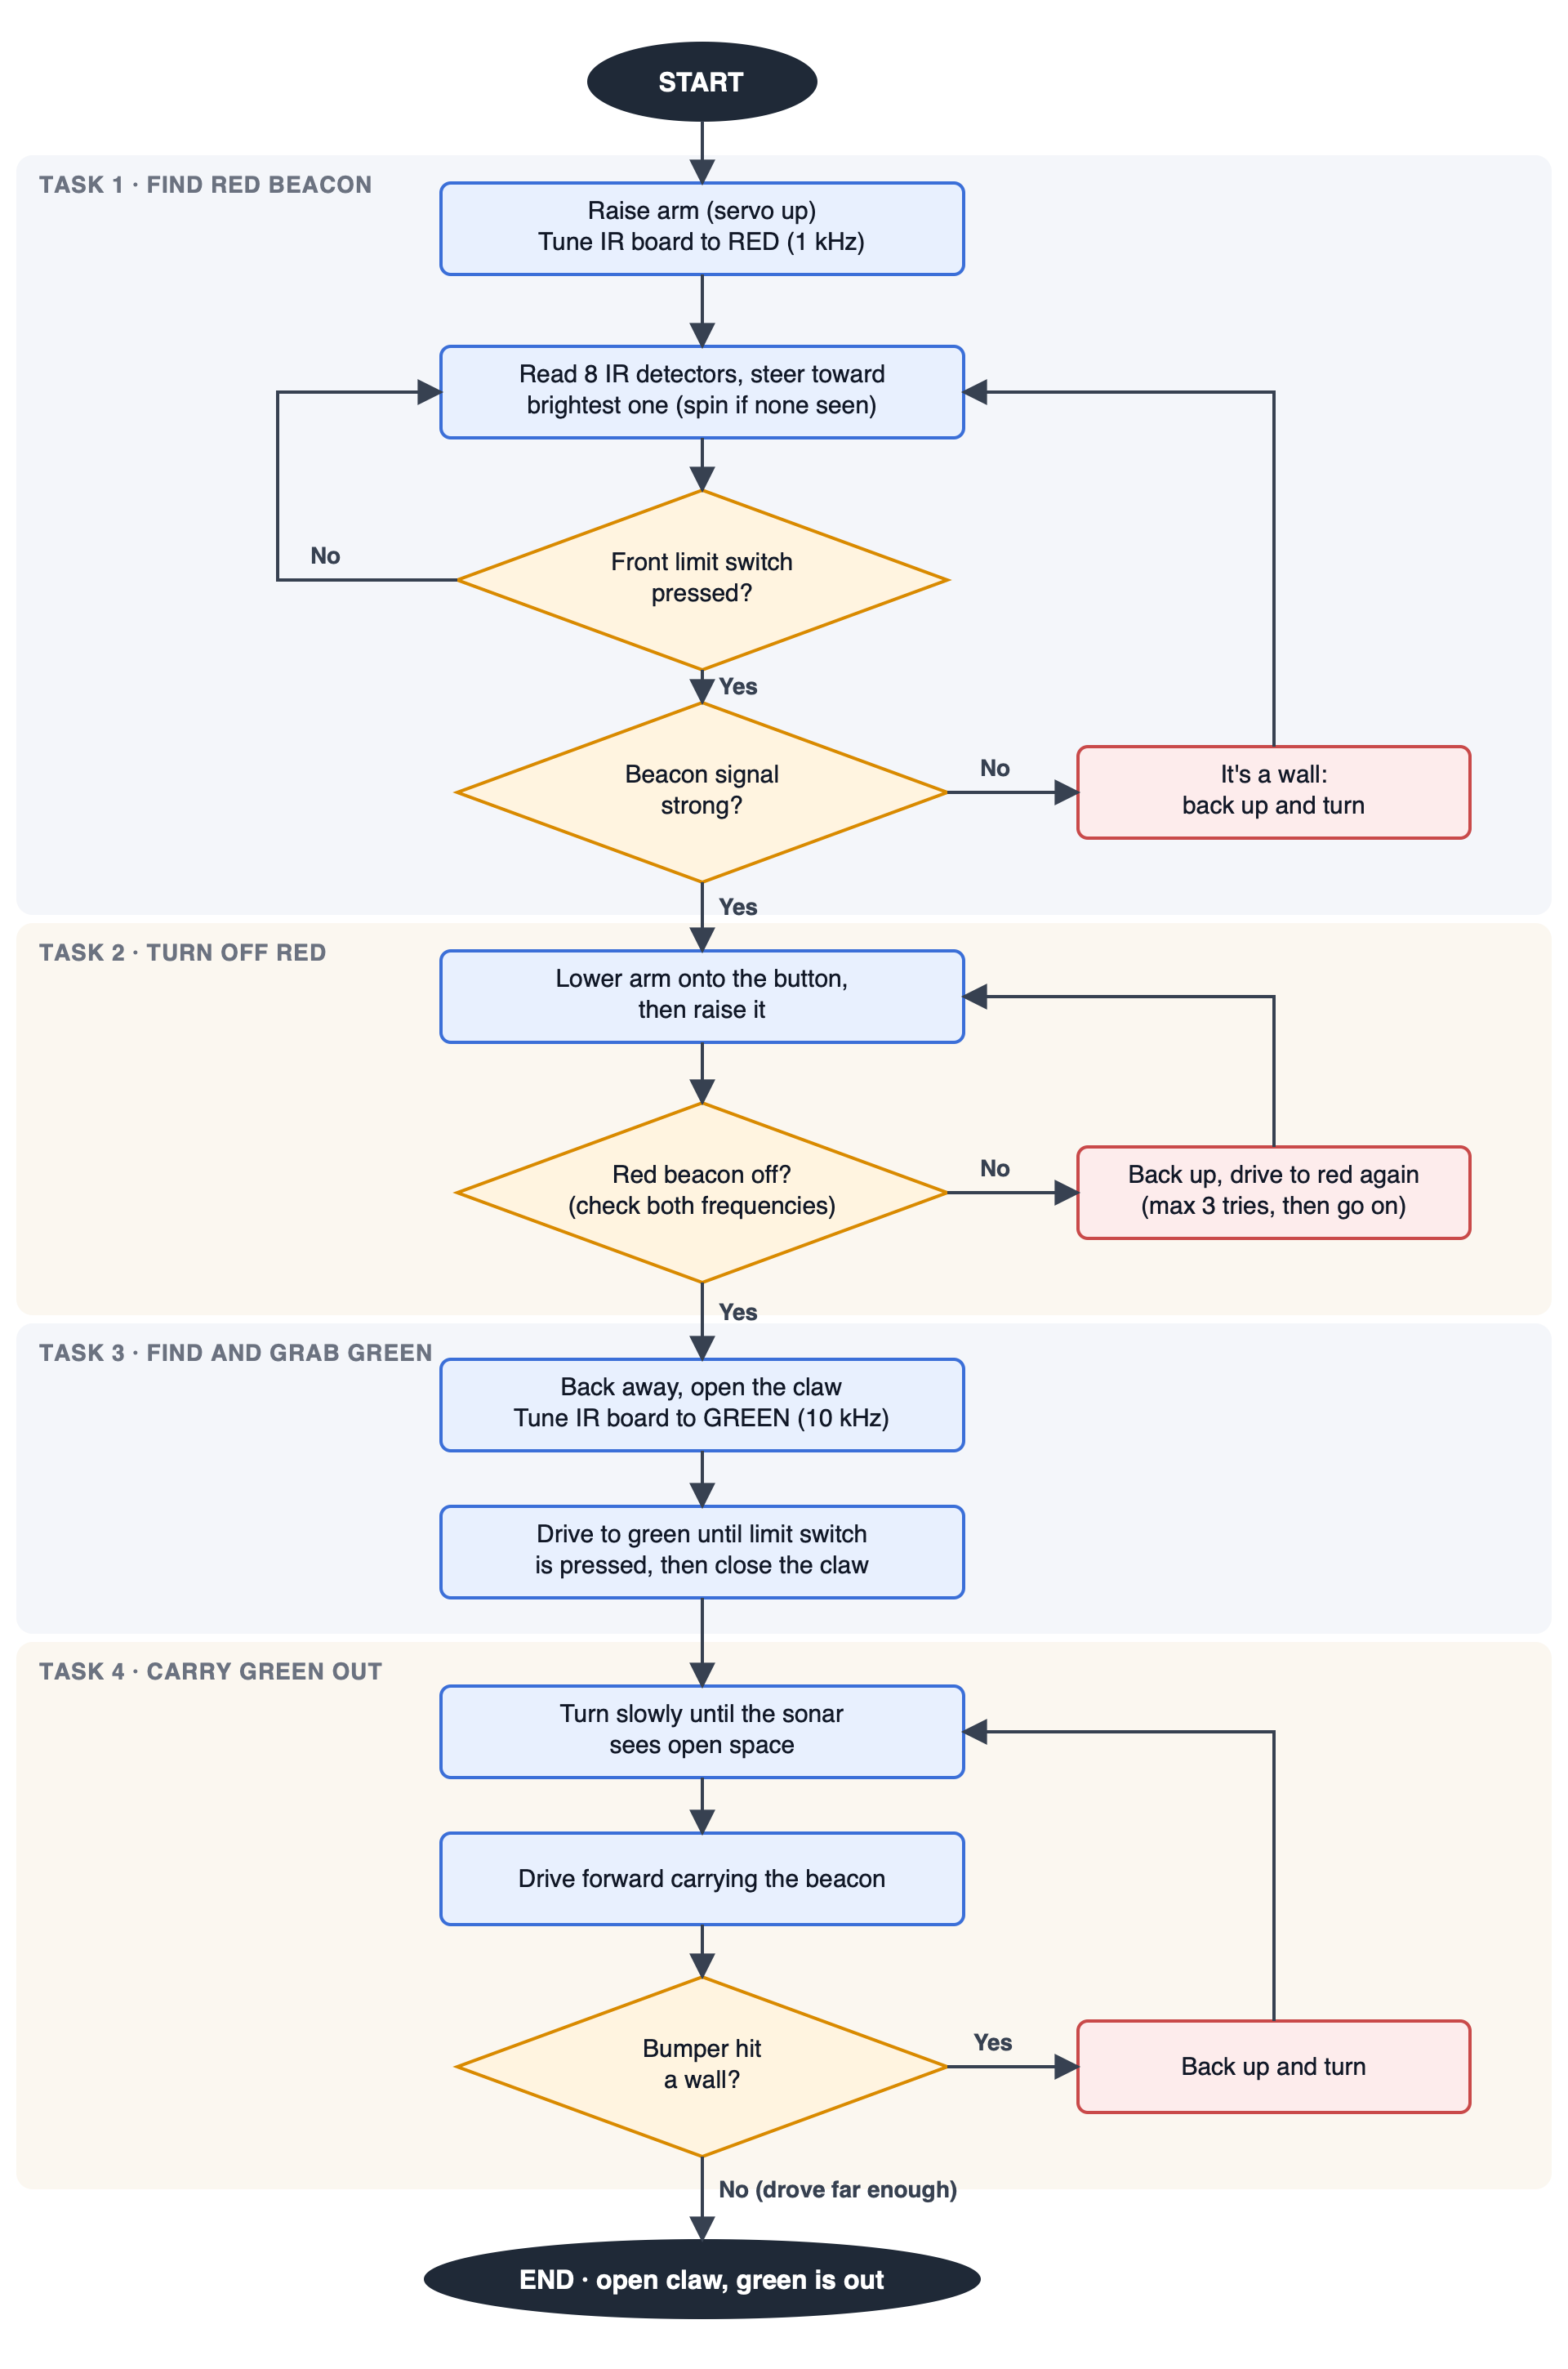 START
TASK 1 · FIND RED BEACON
Raise arm (servo up)
Tune IR board to RED (1 kHz)
Read 8 IR detectors, steer toward
brightest one (spin if none seen)
Front limit switch
pressed?
No
Yes
Beacon signal
strong?
No
It's a wall:
back up and turn
Yes
TASK 2 · TURN OFF RED
Lower arm onto the button,
then raise it
Red beacon off?
(check both frequencies)
No
Back up, drive to red again
(max 3 tries, then go on)
Yes
TASK 3 · FIND AND GRAB GREEN
Back away, open the claw
Tune IR board to GREEN (10 kHz)
Drive to green until limit switch
is pressed, then close the claw
TASK 4 · CARRY GREEN OUT
Turn slowly until the sonar
sees open space
Drive forward carrying the beacon
Bumper hit
a wall?
Yes
Back up and turn
No (drove far enough)
END · open claw, green is out